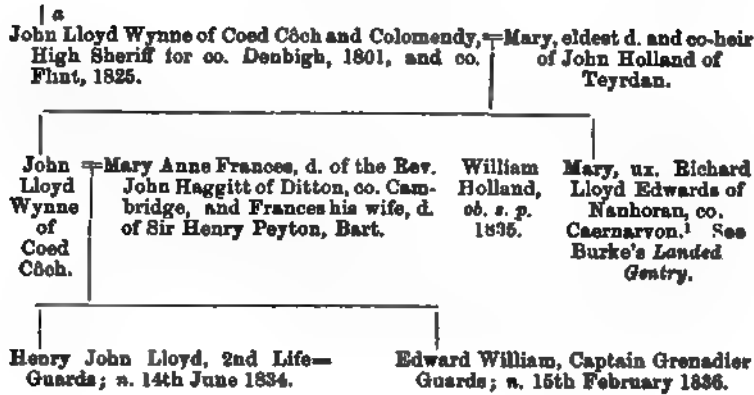 a
John Lloyd Wynne of Coed Côch and Colomendy,
High Sheriff for co. Denbigh, 1801, and co.
Flint, 1825.
=Mary, eldest d. and co-heir
of John Holland of
Teyrdan.
John
Lloyd
Wynne
of
Coed
Côch.
=Mary Anne Frances, d. of the Rev.
John Haggitt of Ditton, co. Cam-
bridge, and Frances his wife, d.
of Sir Henry Peyton, Bart.
William
Holland,
ob. s. p.
1835.
Mary, ux. Richard
Lloyd Edwards of
Nanhoran, co.
Caernarvon.¹ See
Burke's Landed
Gentry.
Henry John Lloyd, 2nd Life—
Guards; n. 14th June 1834.
Edward William, Captain Grenadier
Guards; n. 15th February 1836.